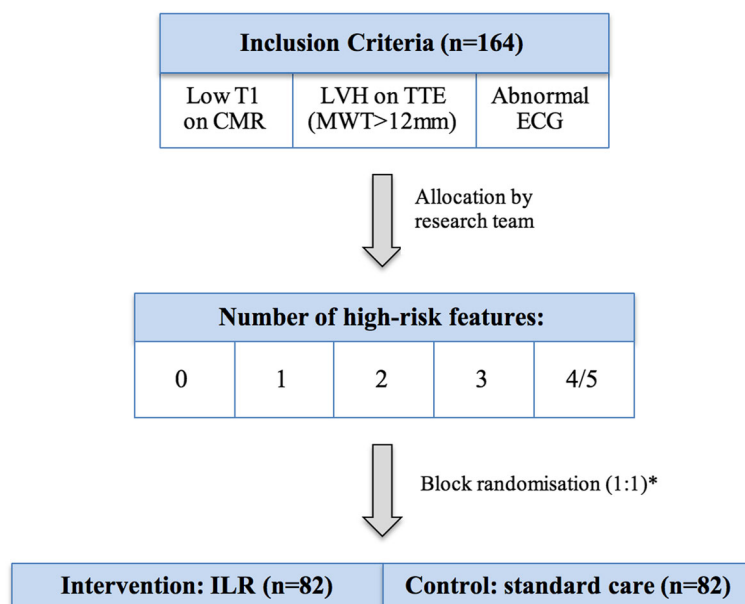 Inclusion Criteria (n=164)
Low T1
on CMR
LVH on TTE
(MWT>12mm)
Abnormal
ECG
Allocation by
research team
Number of high-risk features:
0 1 2 3 4/5
Block randomisation (1:1)*
Intervention: ILR (n=82) Control: standard care (n=82)